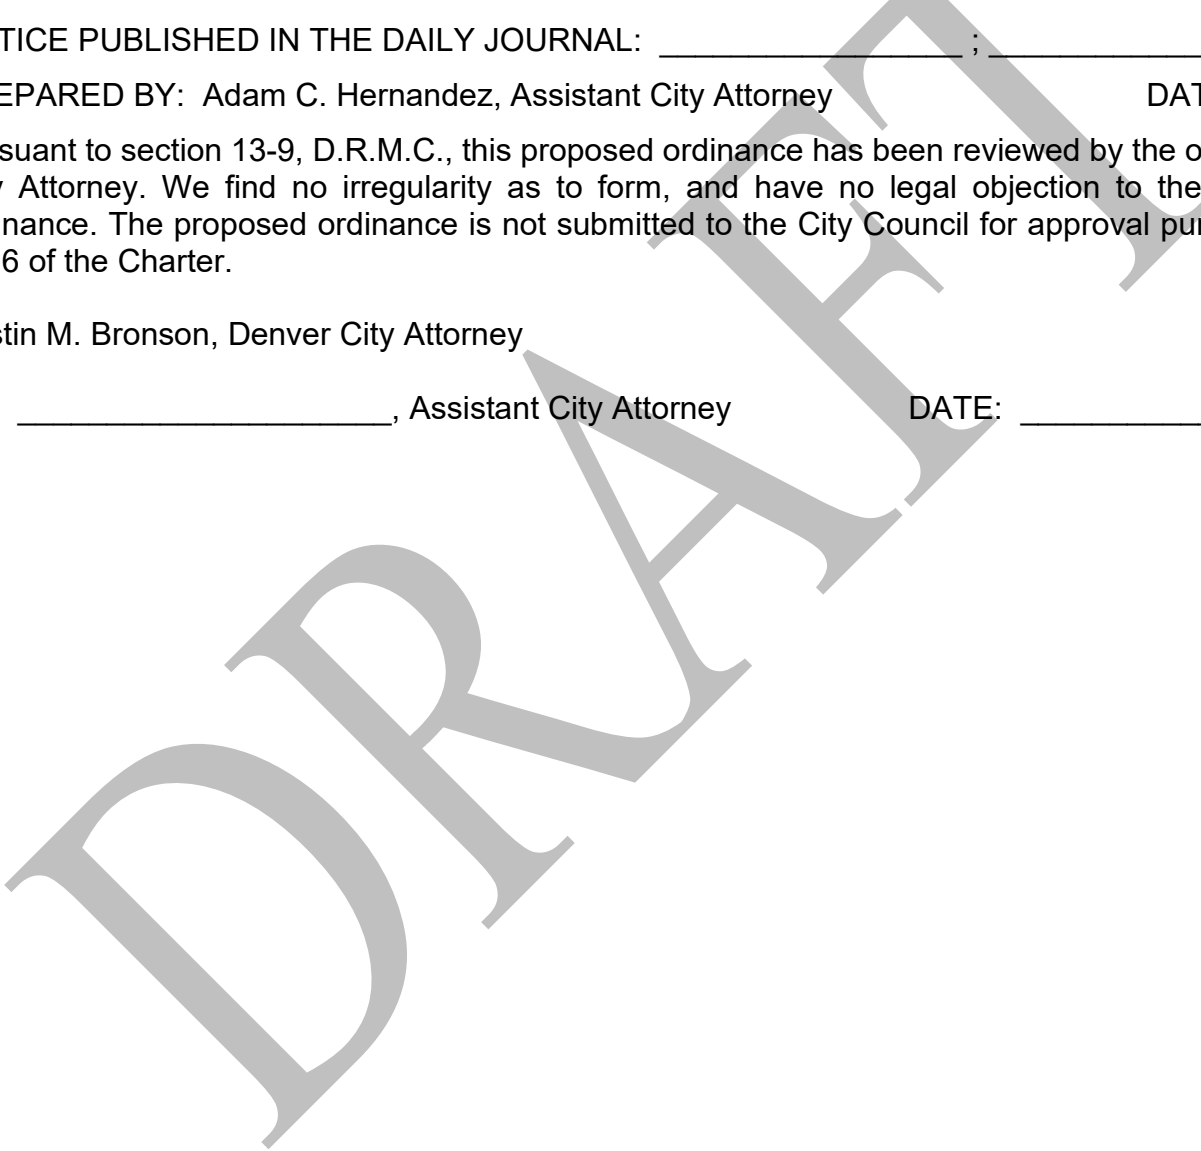 TICE PUBLISHED IN THE DAILY JOURNAL: _________________ ; ____________
EPARED BY: Adam C. Hernandez, Assistant City Attorney DAT
suant to section 13-9, D.R.M.C., this proposed ordinance has been reviewed by the o
y Attorney. We find no irregularity as to form, and have no legal objection to the
inance. The proposed ordinance is not submitted to the City Council for approval pur
6 of the Charter.
stin M. Bronson, Denver City Attorney
_____________________, Assistant City Attorney DATE: __________
DRAFT